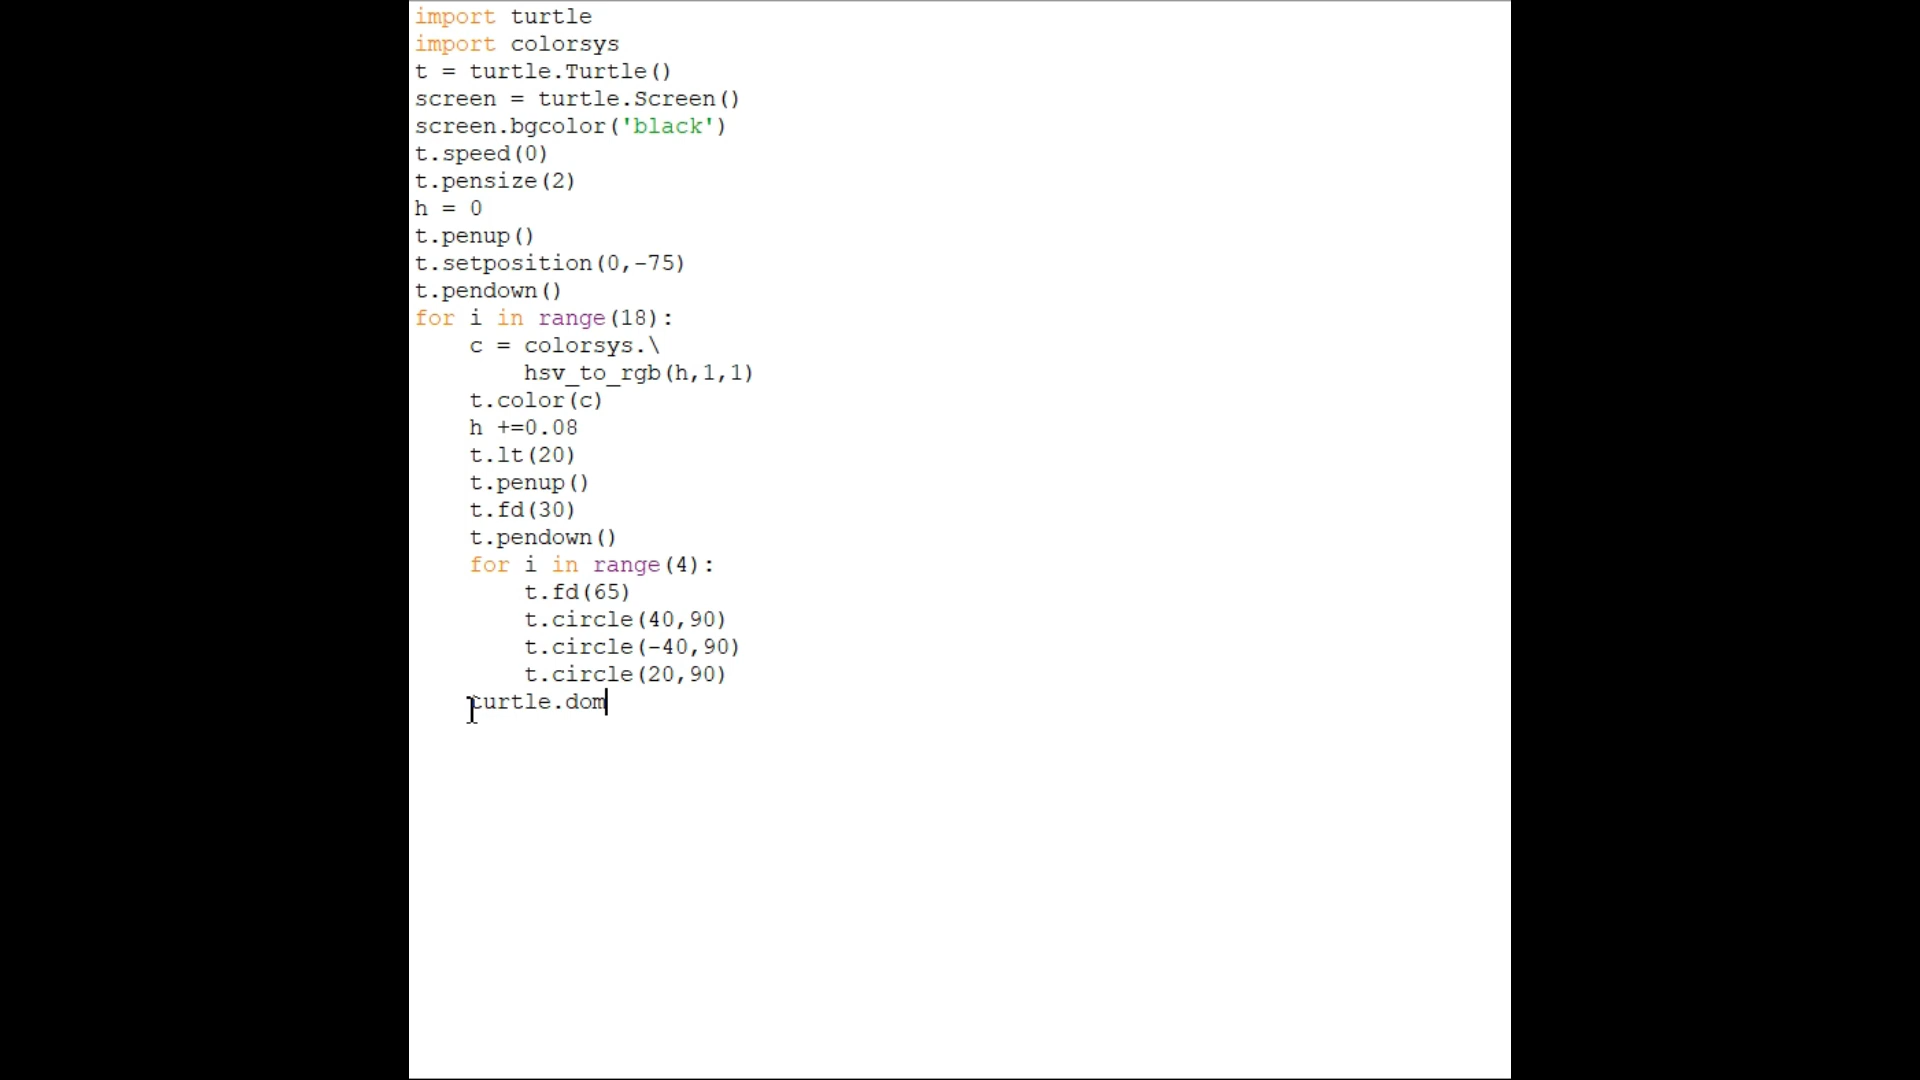 import turtle
import colorsys
t = turtle.Turtle()
screen = turtle.Screen()
screen.bgcolor('black')
t.speed(0)
t.pensize(2)
h = 0
t.penup()
t.setposition(0,-75)
t.pendown()
for i in range(18):
    c = colorsys.\
        hsv_to_rgb(h,1,1)
    t.color(c)
    h +=0.08
    t.lt(20)
    t.penup()
    t.fd(30)
    t.pendown()
    for i in range(4):
        t.fd(65)
        t.circle(40,90)
        t.circle(-40,90)
        t.circle(20,90)
    turtle.dom